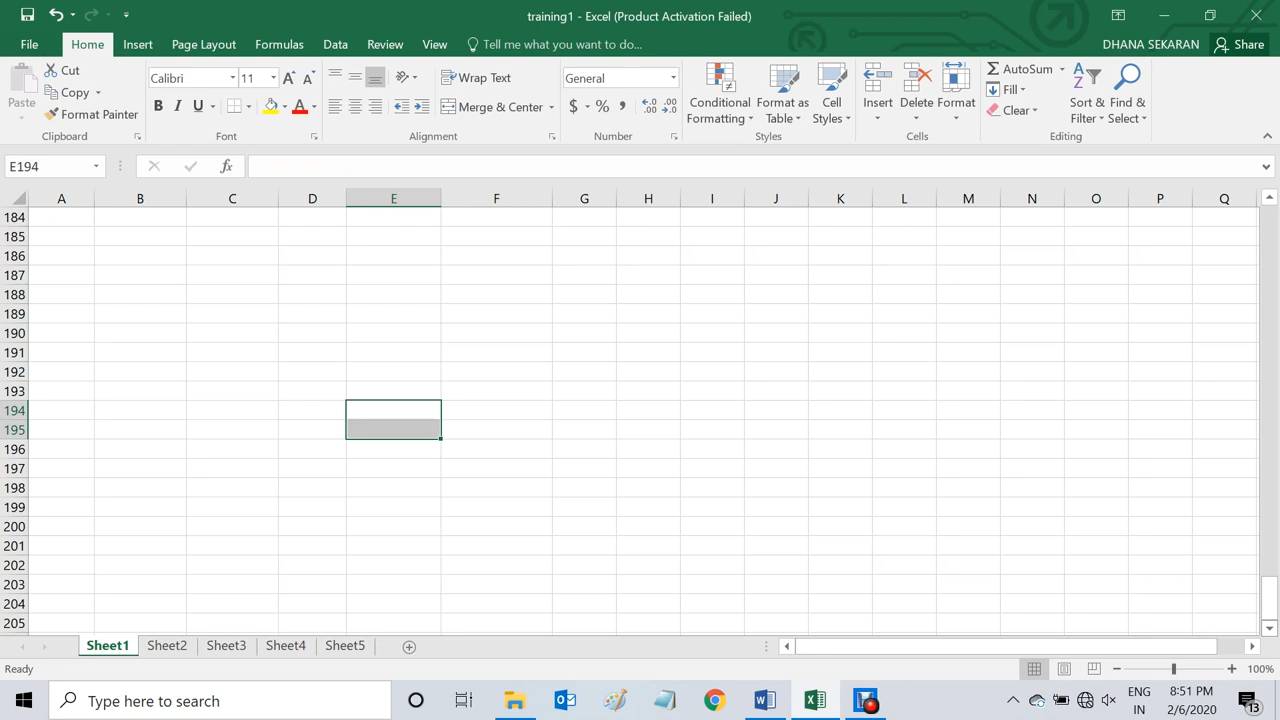 training1 - Excel (Product Activation Failed)
File Home Insert Page Layout Formulas Data Review View Tell me what you want to do... DHANA SEKARAN Share
Paste
Cut
Copy
Format Painter
Clipboard
Calibri 11
B I U A
Font
Wrap Text
Merge & Center
Alignment
General
$ % ,
Number
Conditional Formatting
Format as Table
Cell Styles
Styles
Insert Delete Format
Cells
AutoSum
Fill
Clear
Sort & Filter
Find & Select
Editing
E194 fx
A B C D E F G H I J K L M N O P Q
184
185
186
187
188
189
190
191
192
193
194
195
196
197
198
199
200
201
202
203
204
205
Sheet1 Sheet2 Sheet3 Sheet4 Sheet5
Ready 100%
Type here to search
ENG
IN
8:51 PM
2/6/2020
13